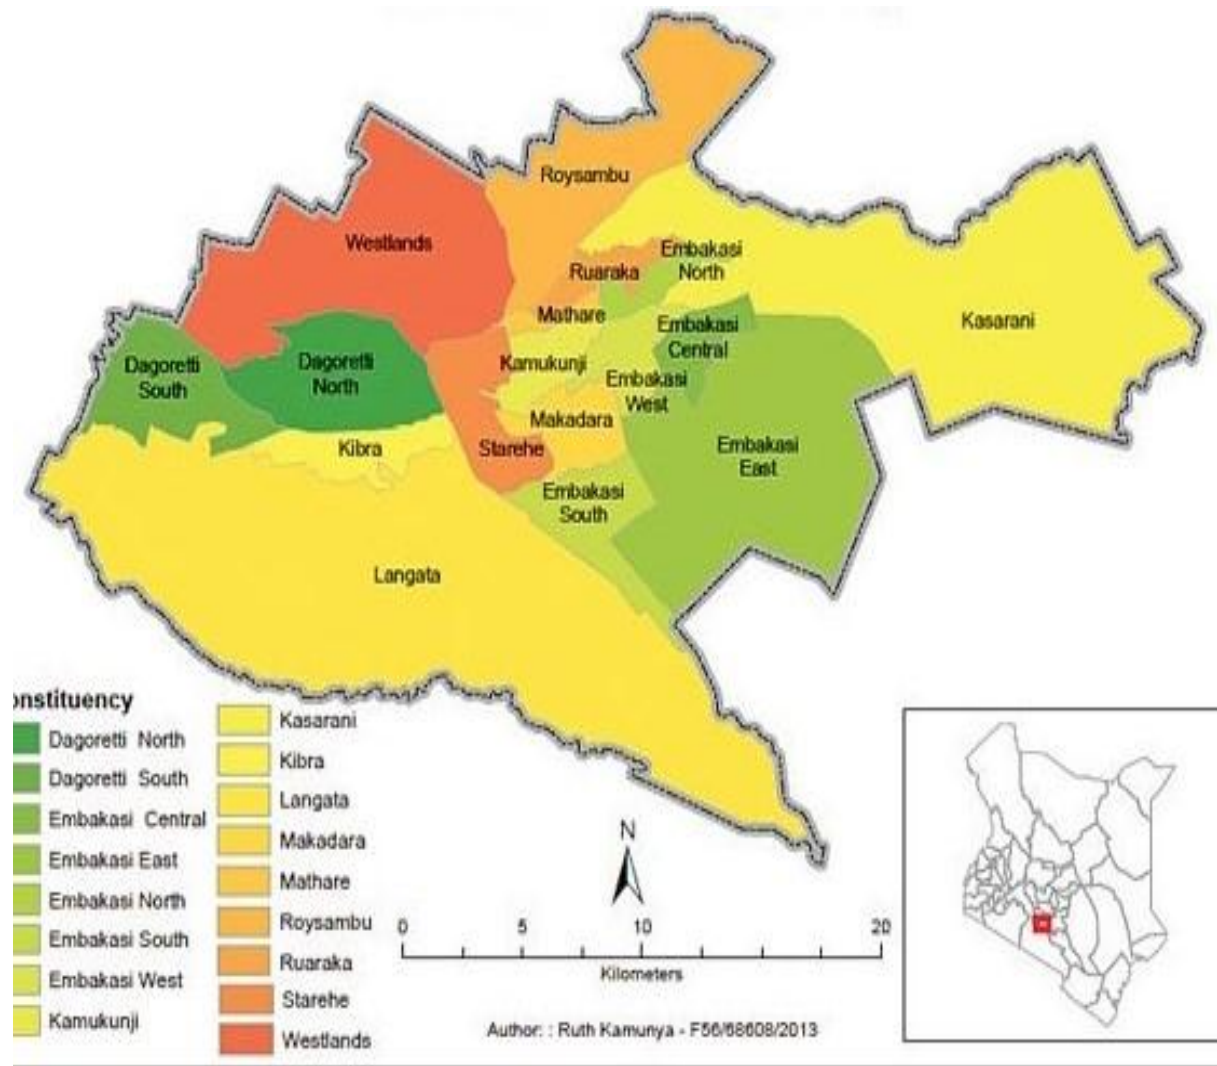 Roysambu
Westlands
Embakasi
North
Ruaraka
Mathare
Embakasi
Central
Kasarani
Dagoretti
South
Dagoretti
North
Kamukunji
Embakasi
West
Makadara
Kibra
Starehe
Embakasi
East
Embakasi
South
Langata
onstituency
Dagoretti North
Dagoretti South
Embakasi Central
Embakasi East
Embakasi North
Embakasi South
Embakasi West
Kamukunji
Kasarani
Kibra
Langata
Makadara
Mathare
Roysambu
Ruaraka
Starehe
Westlands
N
0 5 10 20
Kilometers
Author: : Ruth Kamunya - F56/68608/2013